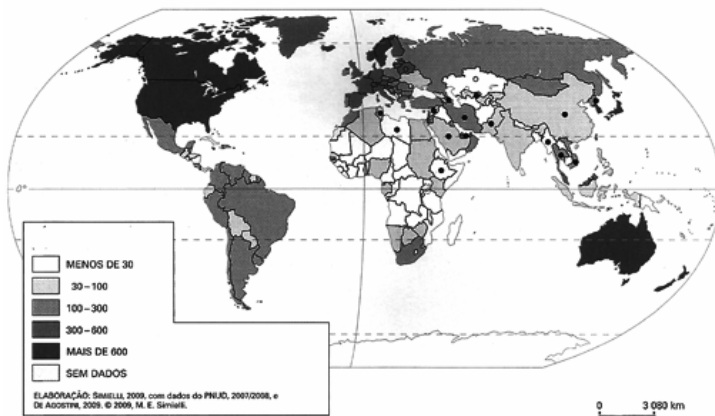 0°
MENOS DE 30
30–100
100–300
300–600
MAIS DE 600
SEM DADOS
ELABORAÇÃO: SIMIELLI, 2009, com dados do PNUD, 2007/2008, e
DE AGOSTINI, 2009. © 2009, M. E. Simielli.
0 3 080 km